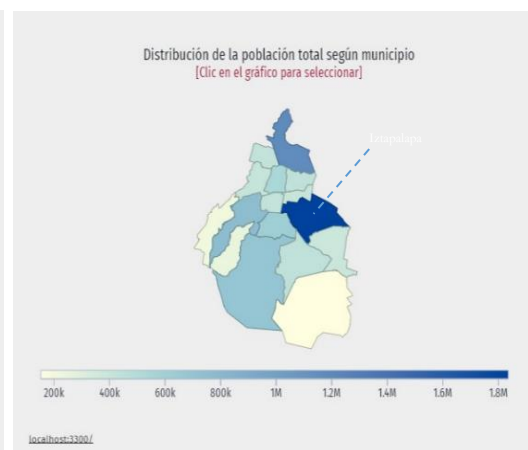 Distribución de la población total según municipio
[Clic en el gráfico para seleccionar]
Iztapalapa
200k 400k 600k 800k 1M 1.2M 1.4M 1.6M 1.8M
localhost:3300/